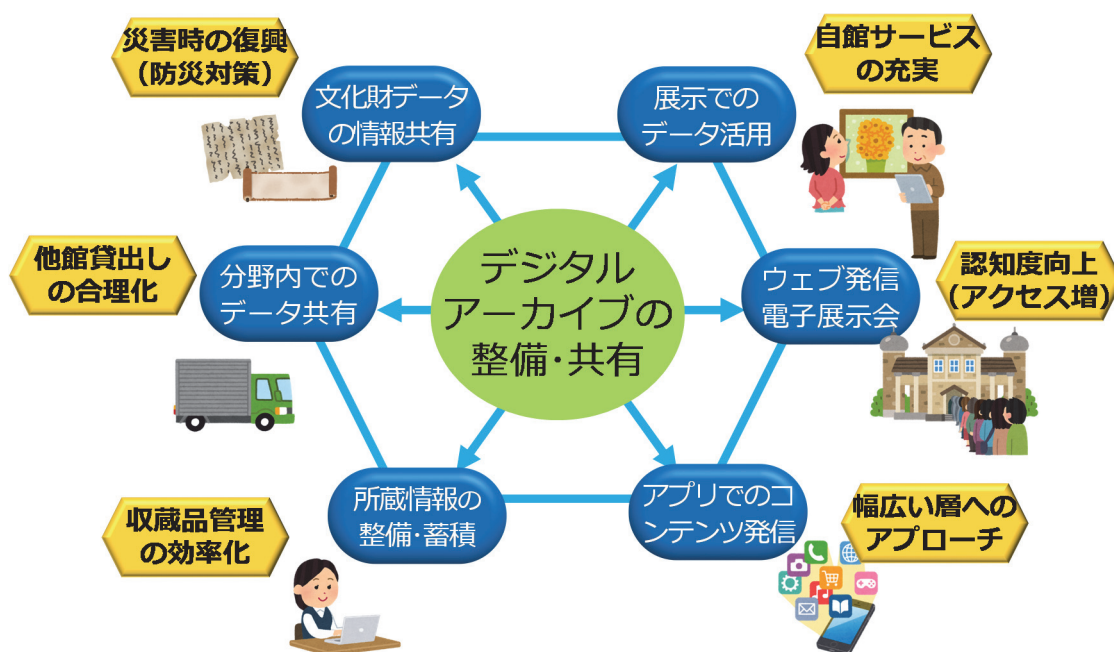 災害時の復興
（防災対策）
文化財データ
の情報共有
展示での
データ活用
自館サービス
の充実
他館貸出し
の合理化
分野内での
データ共有
デジタル
アーカイブの
整備・共有
ウェブ発信
電子展示会
認知度向上
（アクセス増）
収蔵品管理
の効率化
所蔵情報の
整備・蓄積
アプリでのコ
ンテンツ発信
幅広い層への
アプローチ